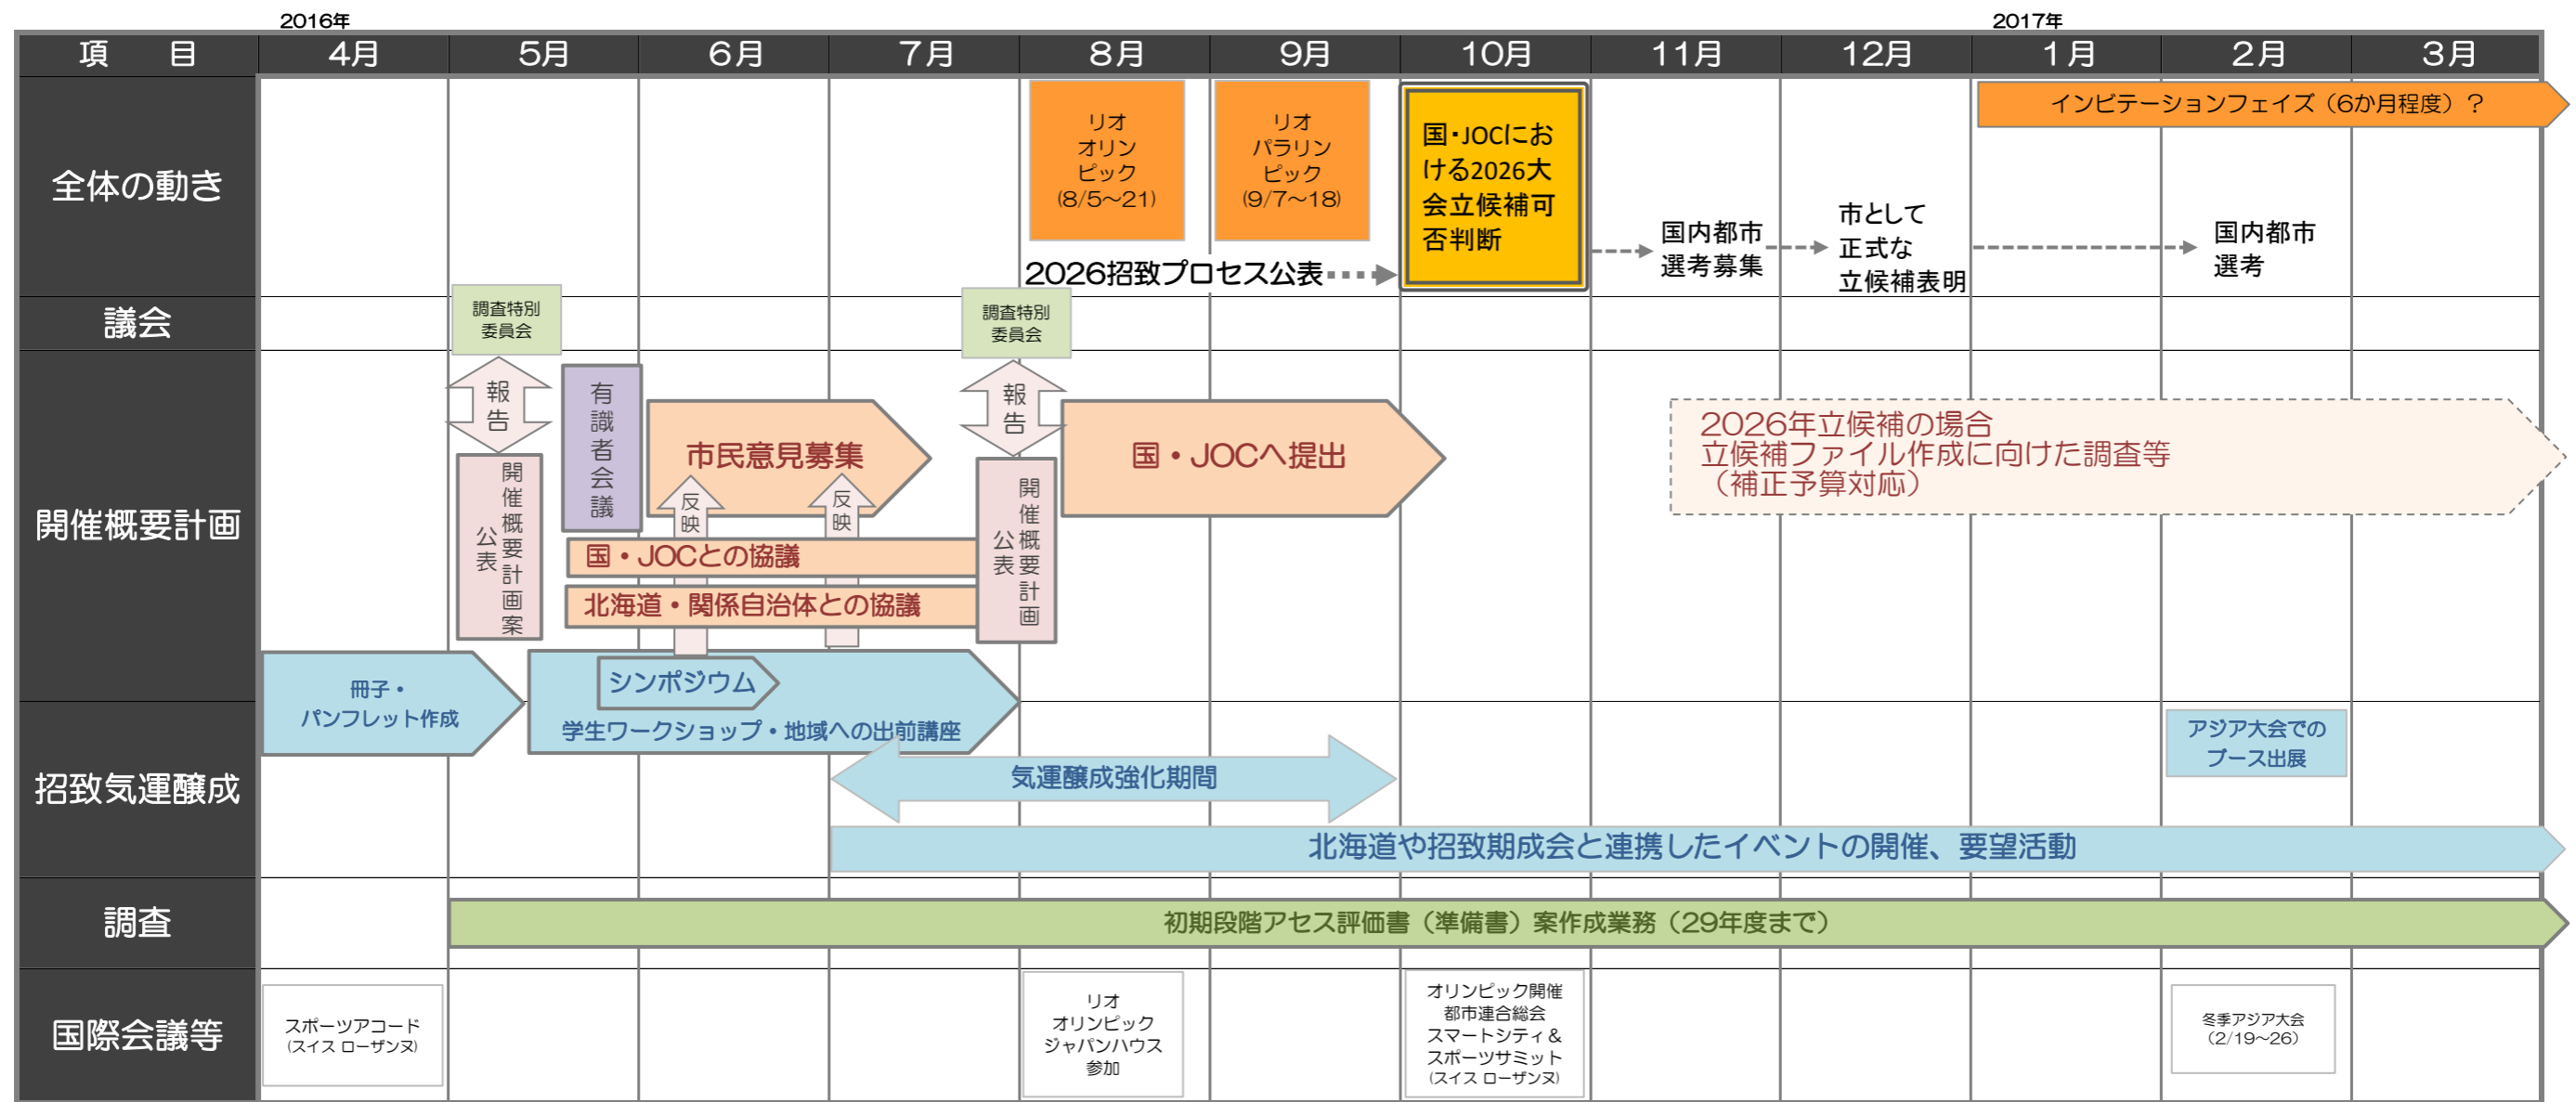 2016年
2017年
項　目
4月
5月
6月
7月
8月
9月
10月
11月
12月
1月
2月
3月
全体の動き
リオ
オリン
ピック
(8/5～21)
リオ
パラリン
ピック
(9/7～18)
国・JOCにお
ける2026大
会立候補可
否判断
インビテーションフェイズ（6か月程度）？
2026招致プロセス公表
国内都市
選考募集
市として
正式な
立候補表明
国内都市
選考
議会
調査特別
委員会
調査特別
委員会
開催概要計画
報告
開催概要計画案
公表
有識者会議
市民意見募集
反映
反映
国・JOCとの協議
北海道・関係自治体との協議
報告
開催概要計画
公表
国・JOCへ提出
2026年立候補の場合
立候補ファイル作成に向けた調査等
（補正予算対応）
招致気運醸成
冊子・
パンフレット作成
シンポジウム
学生ワークショップ・地域への出前講座
気運醸成強化期間
アジア大会での
ブース出展
北海道や招致期成会と連携したイベントの開催、要望活動
調査
初期段階アセス評価書（準備書）案作成業務（29年度まで）
国際会議等
スポーツアコード
(スイス ローザンヌ)
リオ
オリンピック
ジャパンハウス
参加
オリンピック開催
都市連合総会
スマートシティ＆
スポーツサミット
(スイス ローザンヌ)
冬季アジア大会
（2/19～26）